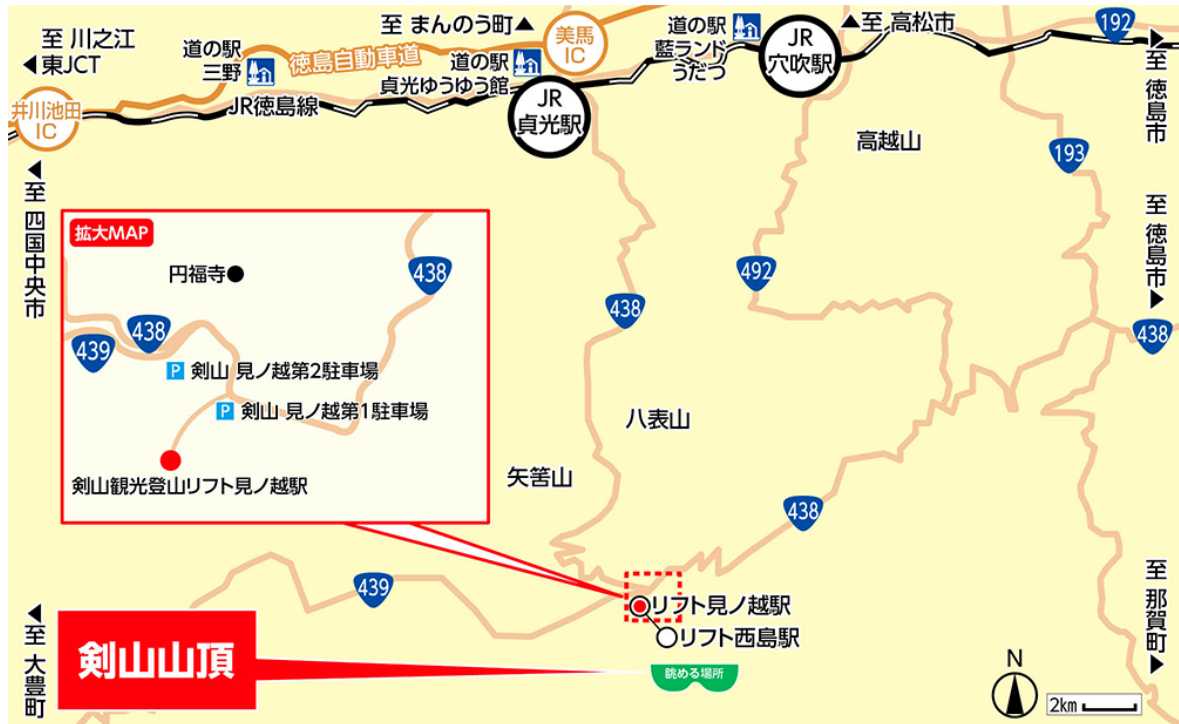 至 川之江
東JCT
道の駅
三野
徳島自動車道
至 まんのう町
道の駅
貞光ゆうゆう館
美馬
IC
道の駅
藍ランド
うだつ
JR
穴吹駅
至 高松市
192
至 徳島市
井川池田
IC
JR徳島線
JR
貞光駅
高越山
193
至 四国中央市
至 徳島市
拡大MAP
円福寺
438
438
439
剣山 見ノ越第2駐車場
剣山 見ノ越第1駐車場
剣山観光登山リフト見ノ越駅
492
438
438
八表山
矢筈山
438
439
リフト見ノ越駅
リフト西島駅
至 那賀町
至 大豊町
剣山山頂
眺める場所
N
2km